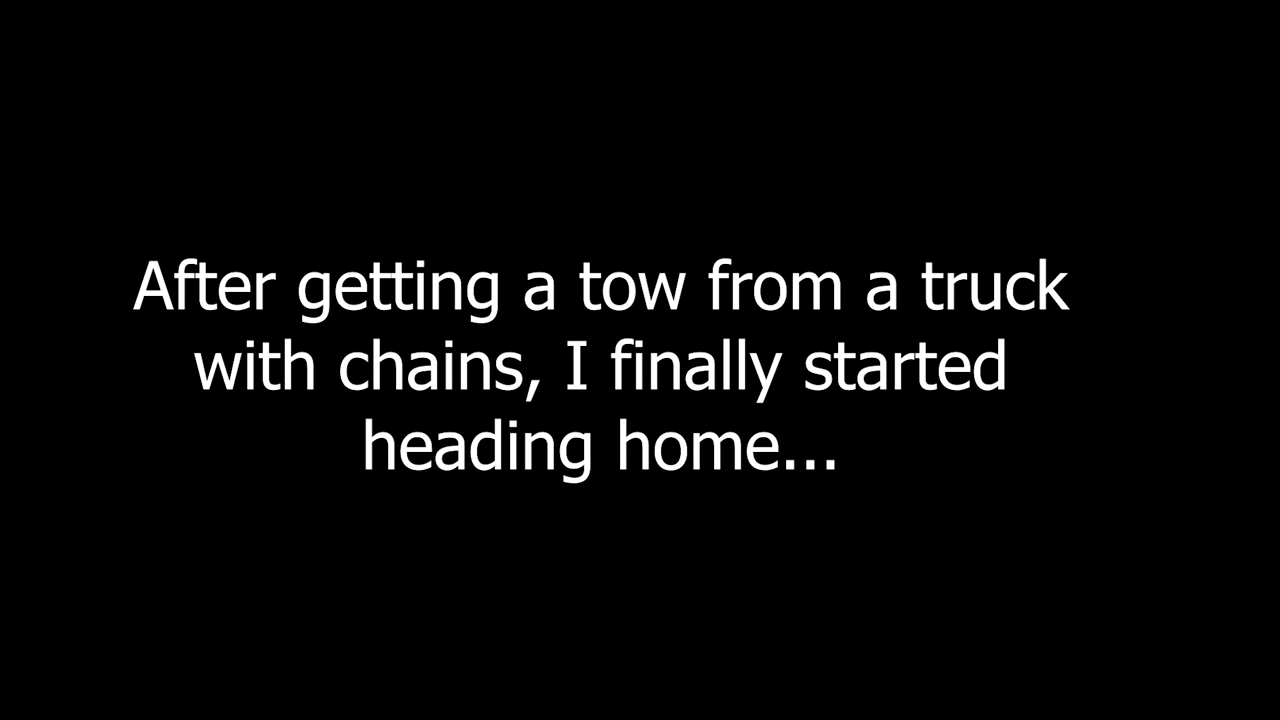 After getting a tow from a truck
with chains, I finally started
heading home...